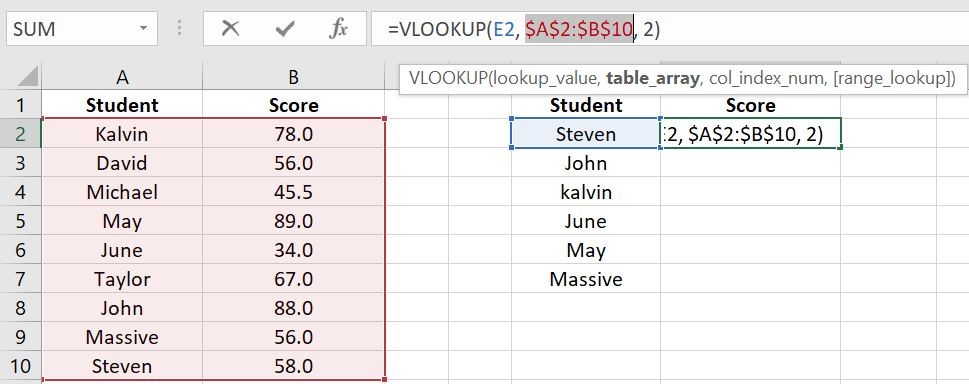 SUM =VLOOKUP(E2, $A$2:$B$10, 2)
VLOOKUP(lookup_value, table_array, col_index_num, [range_lookup])
A B
1 Student Score Student Score
2 Kalvin 78.0 Steven :2, $A$2:$B$10, 2)
3 David 56.0 John
4 Michael 45.5 kalvin
5 May 89.0 June
6 June 34.0 May
7 Taylor 67.0 Massive
8 John 88.0
9 Massive 56.0
10 Steven 58.0